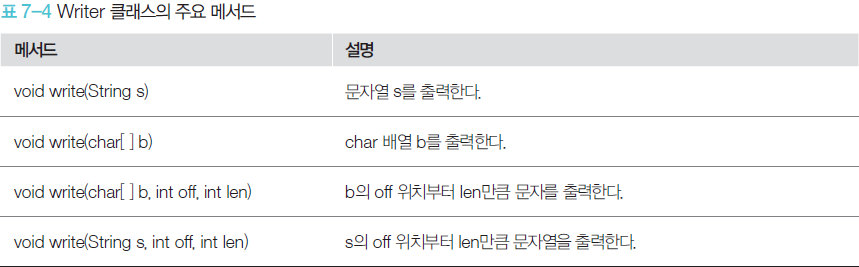 표 7-4 Writer 클래스의 주요 메서드
메서드 설명
void write(String s) 문자열 s를 출력한다.
void write(char[ ] b) char 배열 b를 출력한다.
void write(char[ ] b, int off, int len) b의 off 위치부터 len만큼 문자를 출력한다.
void write(String s, int off, int len) s의 off 위치부터 len만큼 문자열을 출력한다.